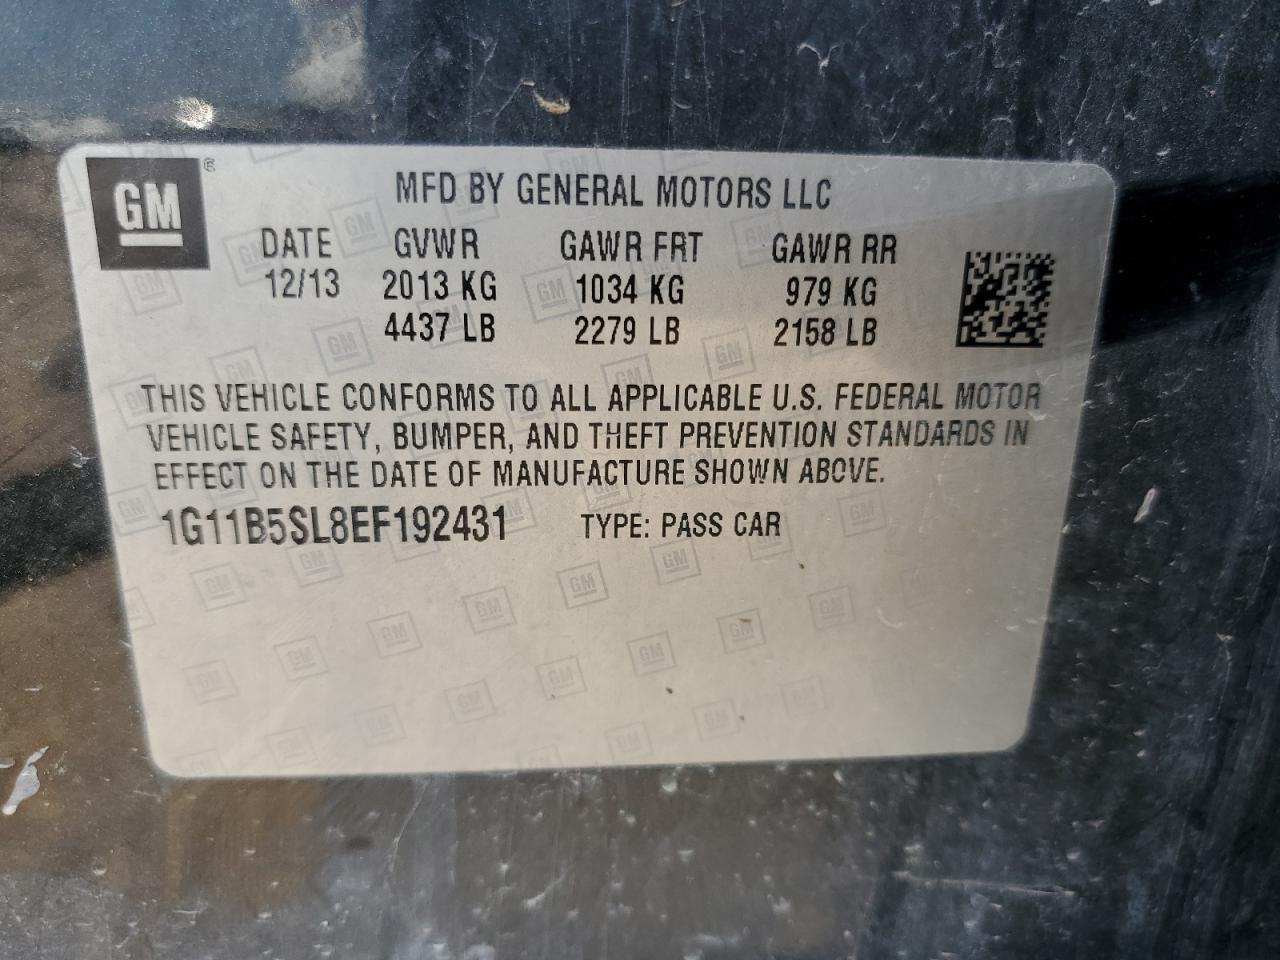 GM ®
MFD BY GENERAL MOTORS LLC
DATE GVWR GAWR FRT GAWR RR
12/13 2013 KG 1034 KG 979 KG
4437 LB 2279 LB 2158 LB
THIS VEHICLE CONFORMS TO ALL APPLICABLE U.S. FEDERAL MOTOR
VEHICLE SAFETY, BUMPER, AND THEFT PREVENTION STANDARDS IN
EFFECT ON THE DATE OF MANUFACTURE SHOWN ABOVE.
1G11B5SL8EF192431 TYPE: PASS CAR